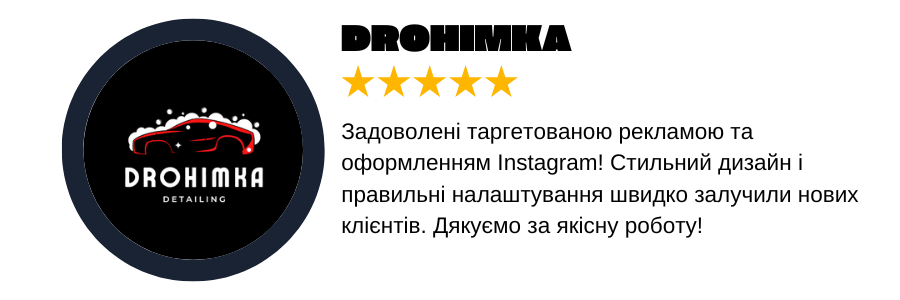 DROHIMKA
DETAILING
DROHIMKA
Задоволені таргетованою рекламою та
оформленням Instagram! Стильний дизайн і
правильні налаштування швидко залучили нових
клієнтів. Дякуємо за якісну роботу!